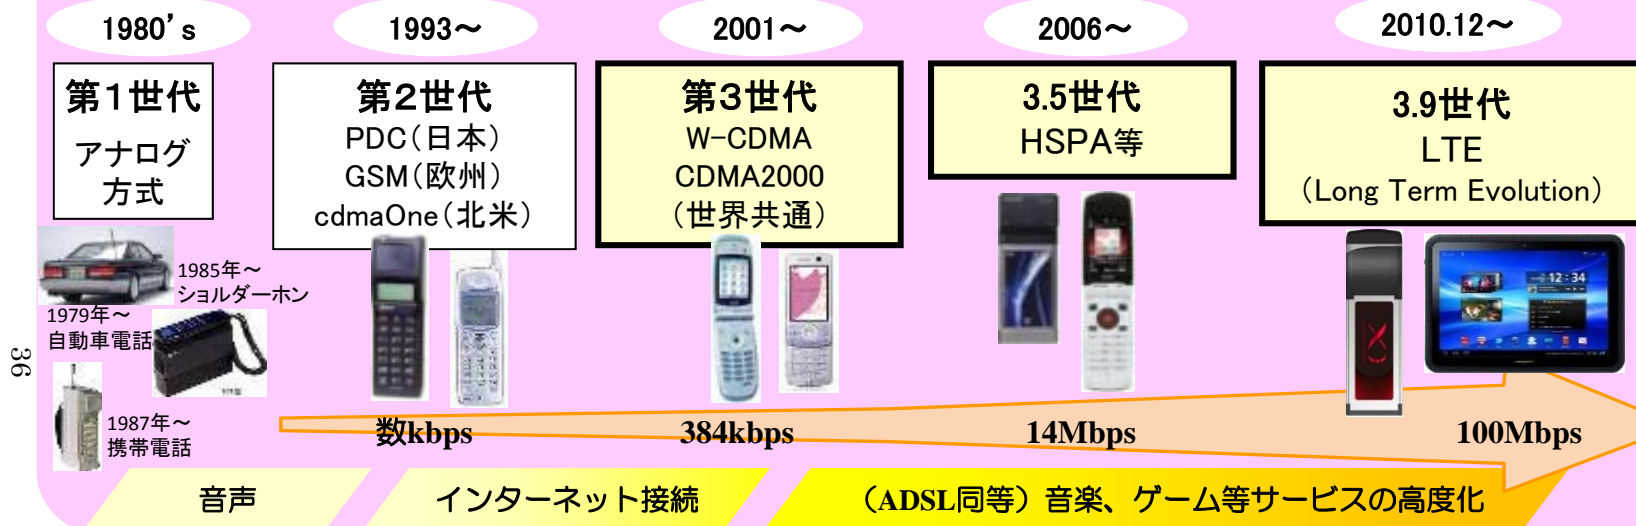 1980’s
1993～
2001～
2006～
2010.12～
第1世代
アナログ
方式
第2世代
PDC（日本）
GSM（欧州）
cdmaOne（北米）
第3世代
W-CDMA
CDMA2000
（世界共通）
3.5世代
HSPA等
3.9世代
LTE
（Long Term Evolution）
1985年～
ショルダーホン
1979年～
自動車電話
1987年～
携帯電話
12:34
36
数kbps
384kbps
14Mbps
100Mbps
音声
インターネット接続
（ADSL同等）音楽、ゲーム等サービスの高度化